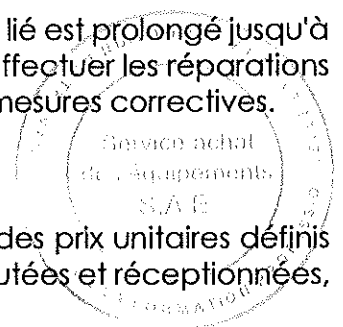 lié est prolongé jusqu'à
ffectuer les réparations
mesures correctives.
Service achat
des équipements
S.A.E
des prix unitaires définis
utées et réceptionnées,